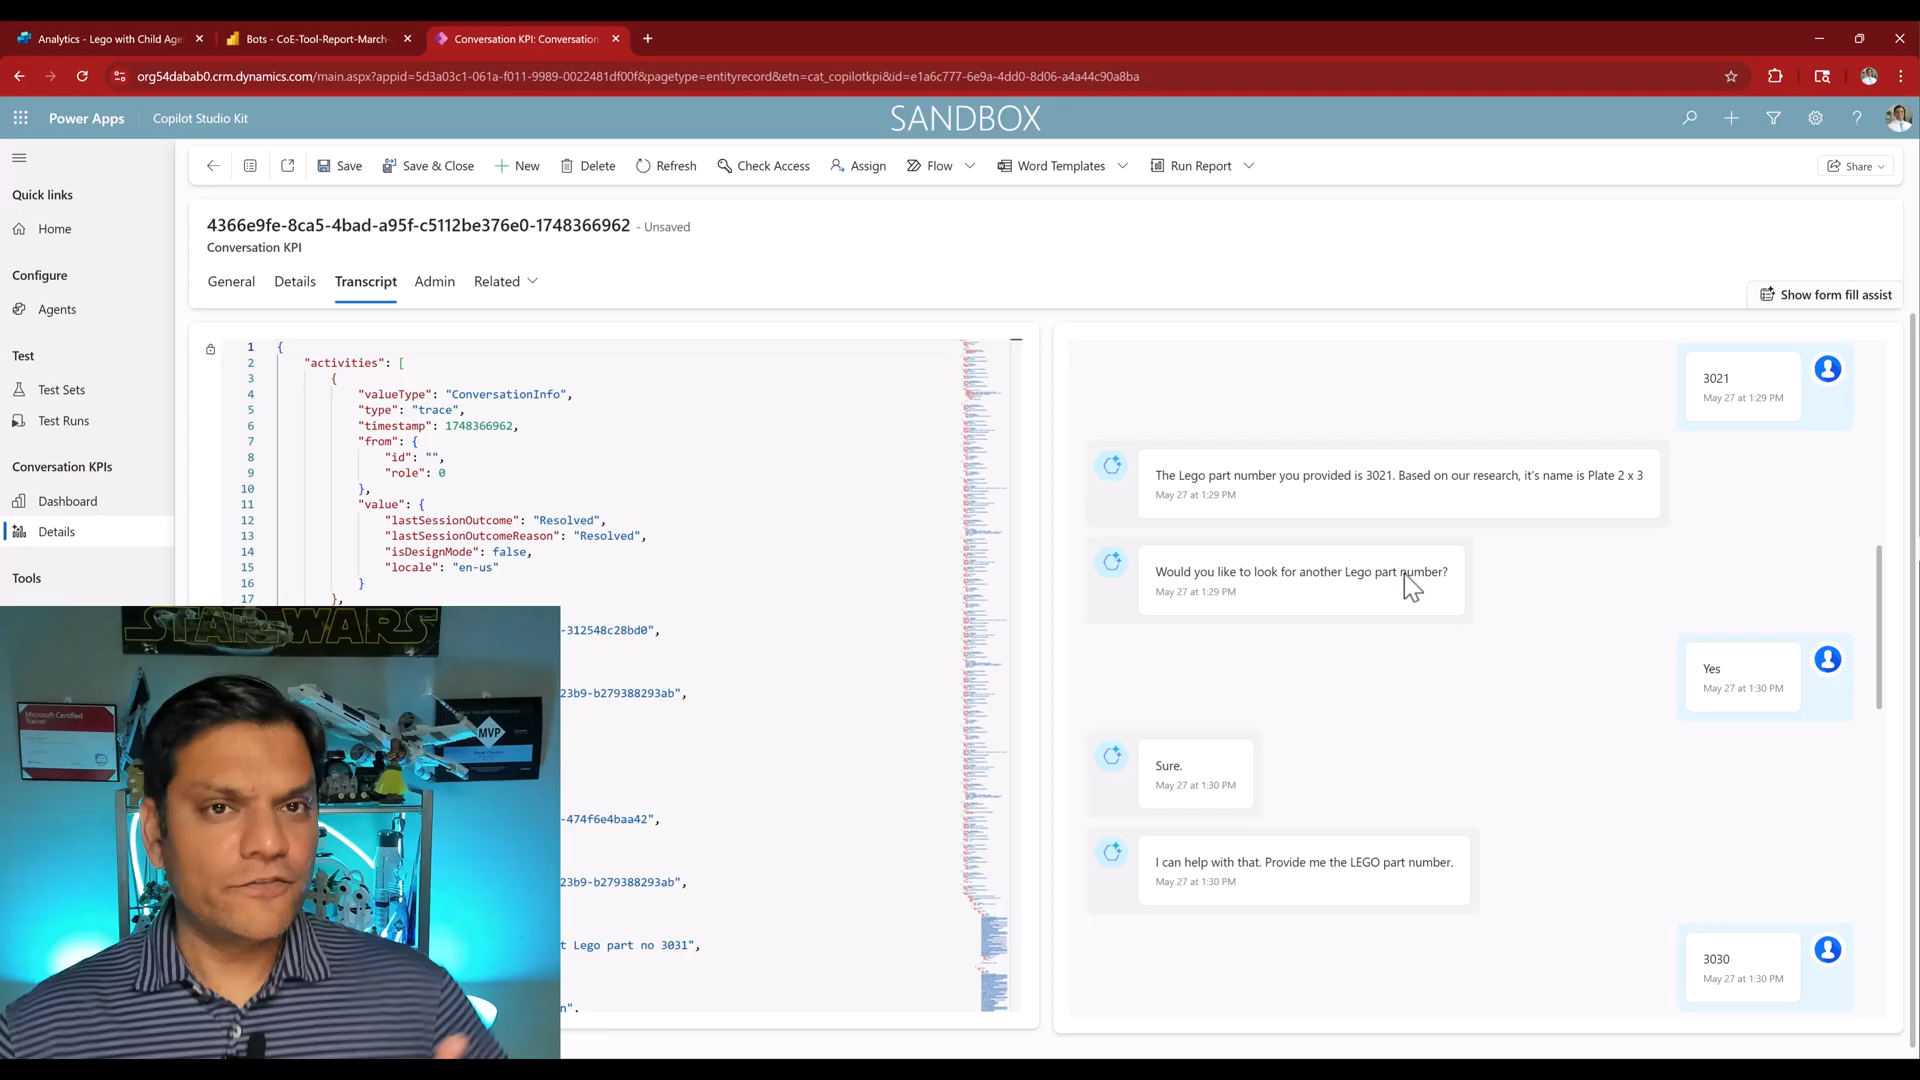 Analytics - Lego with Child Age
Bots - CoE-Tool-Report-March-
Conversation KPI: Conversation
org54dabab0.crm.dynamics.com/main.aspx?appid=5d3a03c1-061a-f011-9989-0022481df00f&pagetype=entityrecord&etn=cat_copilotkpi&id=e1a6c777-6e9a-4dd0-8d06-a4a44c90a8ba
Power Apps
Copilot Studio Kit
SANDBOX
Save
Save & Close
New
Delete
Refresh
Check Access
Assign
Flow
Word Templates
Run Report
Share
Quick links
Home
Configure
Agents
Test
Test Sets
Test Runs
Conversation KPIs
Dashboard
Details
Tools
4366e9fe-8ca5-4bad-a95f-c5112be376e0-1748366962 - Unsaved
Conversation KPI
General
Details
Transcript
Admin
Related
Show form fill assist
1 {
2 "activities": [
3 {
4 "valueType": "ConversationInfo",
5 "type": "trace",
6 "timestamp": 1748366962,
7 "from": {
8 "id": "",
9 "role": 0
10 },
11 "value": {
12 "lastSessionOutcome": "Resolved",
13 "lastSessionOutcomeReason": "Resolved",
14 "isDesignMode": false,
15 "locale": "en-us"
16 }
17 },
-312548c28bd0",
23b9-b279388293ab",
-474f6e4baa42",
23b9-b279388293ab",
t Lego part no 3031",
n",
3021
May 27 at 1:29 PM
The Lego part number you provided is 3021. Based on our research, it's name is Plate 2 x 3
May 27 at 1:29 PM
Would you like to look for another Lego part number?
May 27 at 1:29 PM
Yes
May 27 at 1:30 PM
Sure.
May 27 at 1:30 PM
I can help with that. Provide me the LEGO part number.
May 27 at 1:30 PM
3030
May 27 at 1:30 PM
STAR WARS
Microsoft Certified
Trainer
MVP